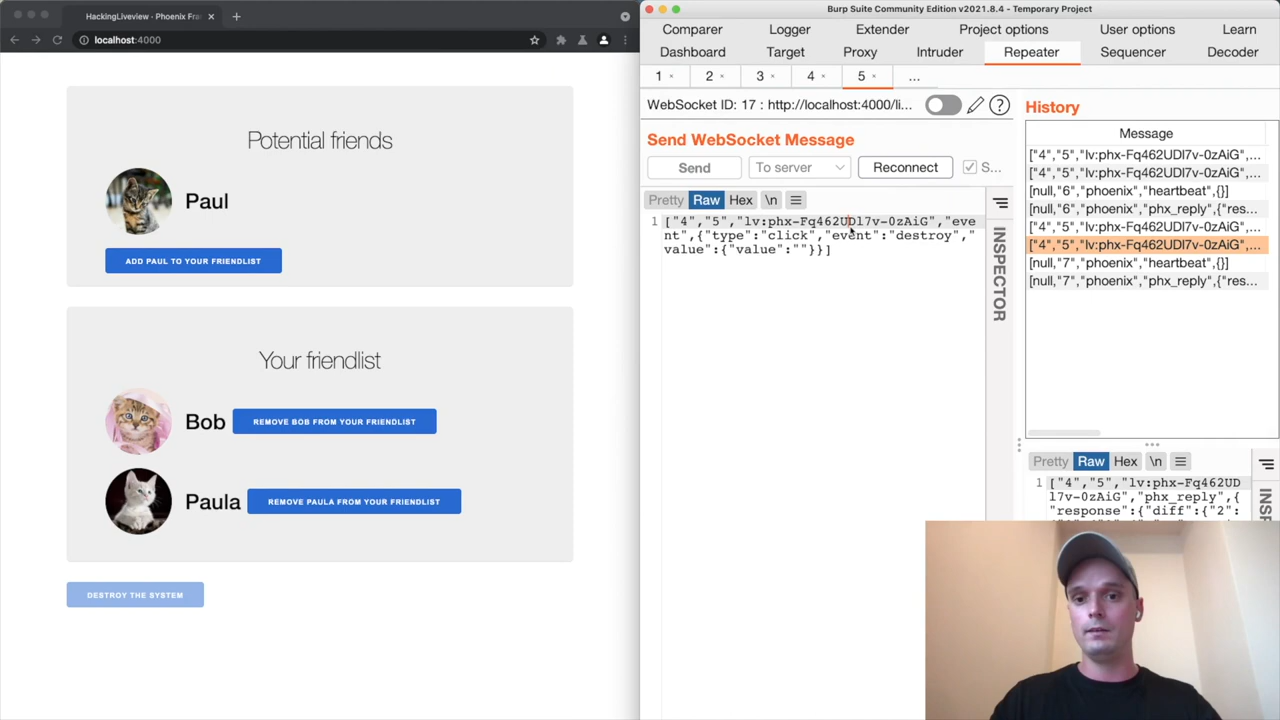 HackingLiveview · Phoenix Fra
localhost:4000
Potential friends
Paul
ADD PAUL TO YOUR FRIENDLIST
Your friendlist
Bob
REMOVE BOB FROM YOUR FRIENDLIST
Paula
REMOVE PAULA FROM YOUR FRIENDLIST
DESTROY THE SYSTEM
Burp Suite Community Edition v2021.8.4 - Temporary Project
Comparer Logger Extender Project options User options Learn
Dashboard Target Proxy Intruder Repeater Sequencer Decoder
1 × 2 × 3 × 4 × 5 × ...
WebSocket ID: 17 : http://localhost:4000/li...
Send WebSocket Message
Send To server Reconnect S...
Pretty Raw Hex \n
1 ["4","5","lv:phx-Fq462UDl7v-0zAiG","eve
nt",{"type":"click","event":"destroy","
value":{"value":""}}]
INSPECTOR
History
Message
["4","5","lv:phx-Fq462UDl7v-0zAiG",...
["4","5","lv:phx-Fq462UDl7v-0zAiG",...
[null,"6","phoenix","heartbeat",{}]
[null,"6","phoenix","phx_reply",{"res...
["4","5","lv:phx-Fq462UDl7v-0zAiG",...
["4","5","lv:phx-Fq462UDl7v-0zAiG",...
[null,"7","phoenix","heartbeat",{}]
[null,"7","phoenix","phx_reply",{"res...
Pretty Raw Hex \n
1 ["4","5","lv:phx-Fq462UD
l7v-0zAiG","phx_reply",{
"response":{"diff":{"2":